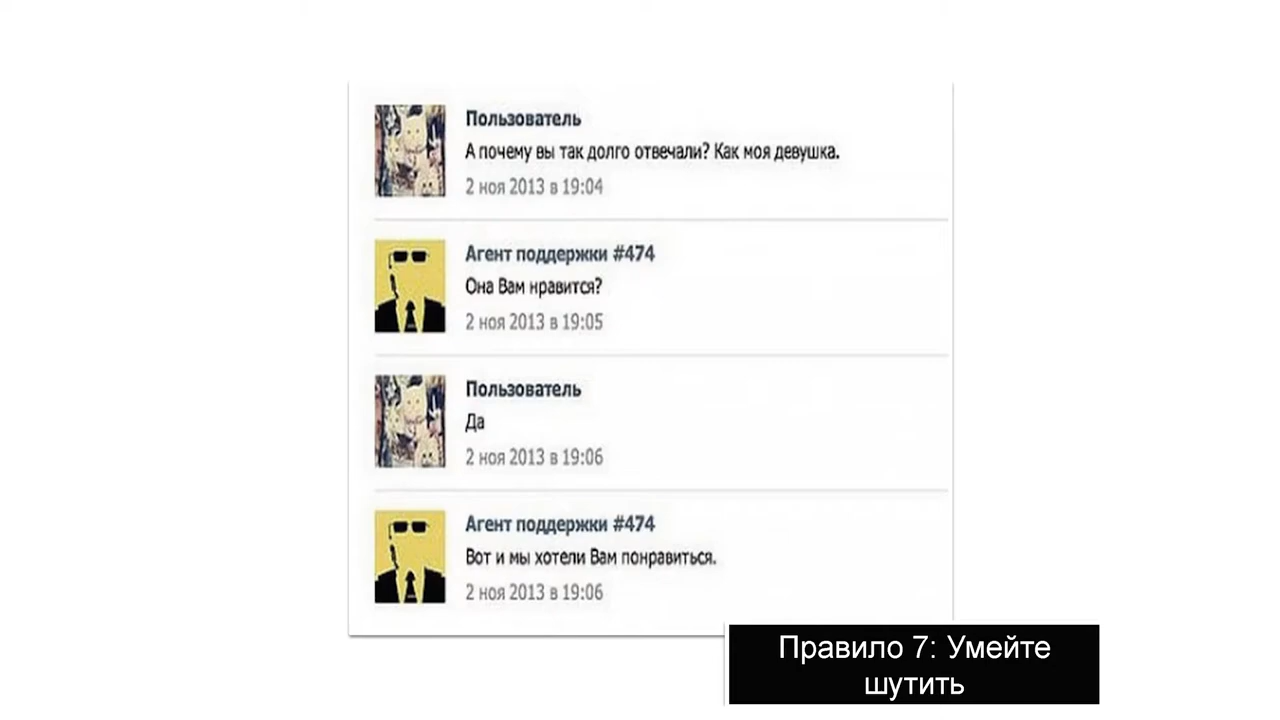 Пользователь
А почему вы так долго отвечали? Как моя девушка.
2 ноя 2013 в 19:04
Агент поддержки #474
Она Вам нравится?
2 ноя 2013 в 19:05
Пользователь
Да
2 ноя 2013 в 19:06
Агент поддержки #474
Вот и мы хотели Вам понравиться.
2 ноя 2013 в 19:06
Правило 7: Умейте
шутить